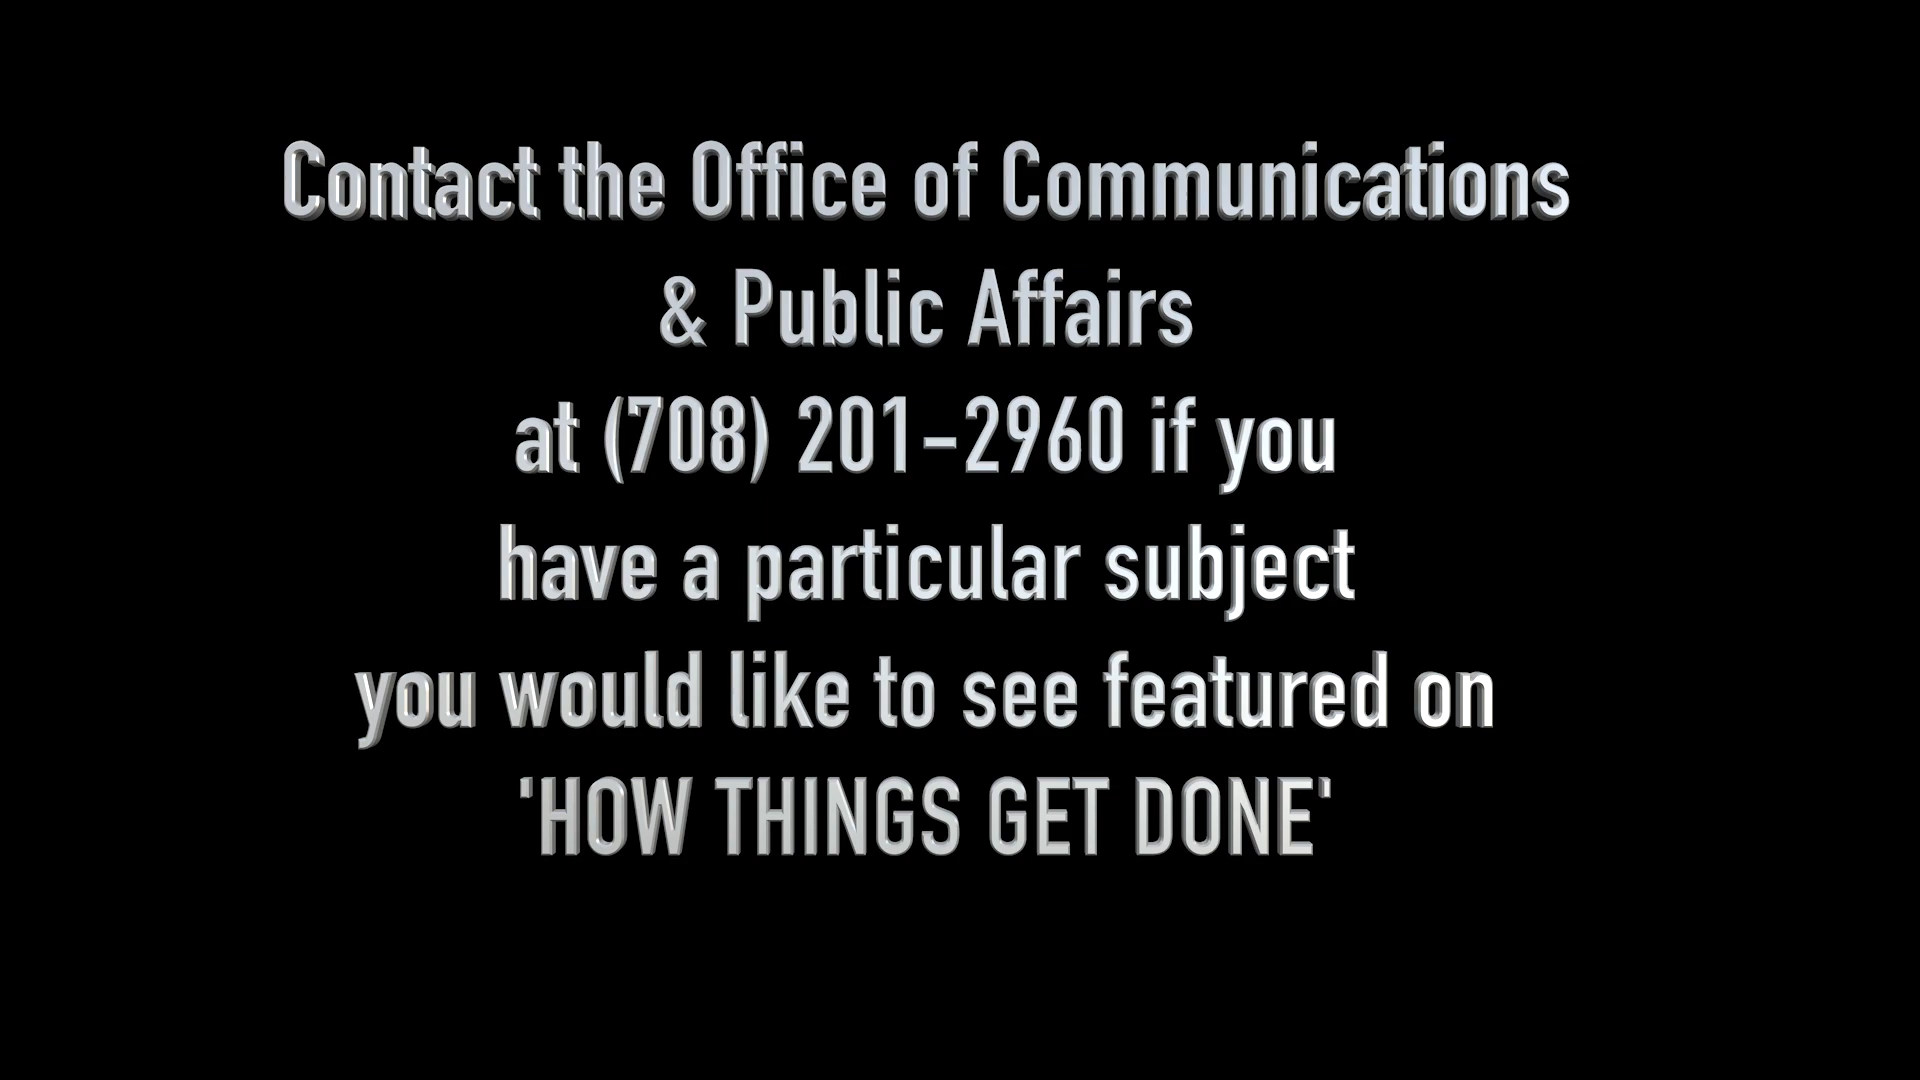 Contact the Office of Communications
& Public Affairs
at (708) 201-2960 if you
have a particular subject
you would like to see featured on
'HOW THINGS GET DONE'